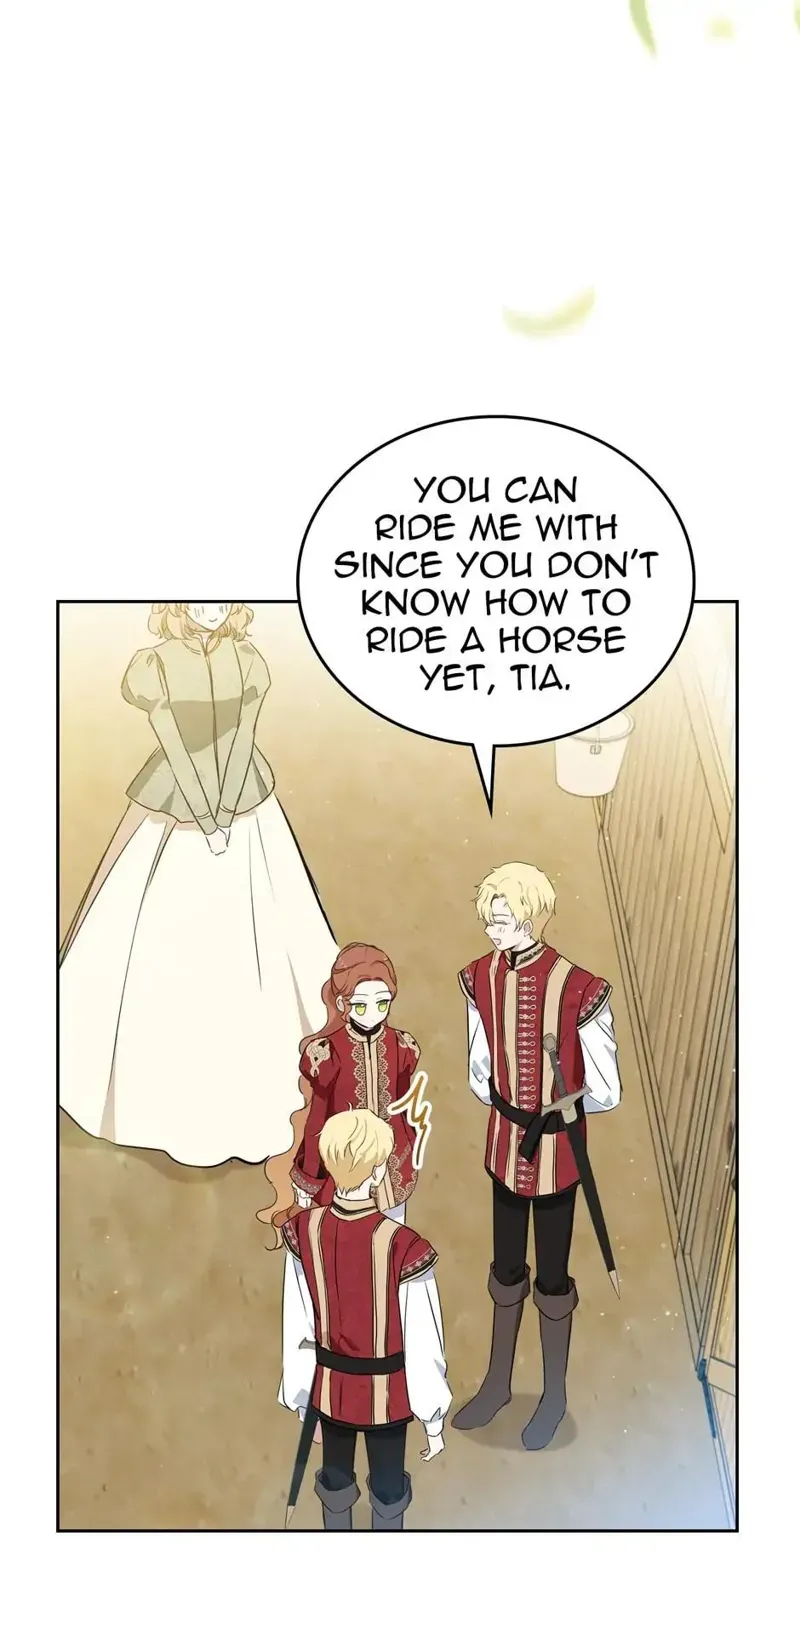 YOU CAN
RIDE ME WITH
SINCE YOU DON'T
KNOW HOW TO
RIDE A HORSE
YET, TIA.